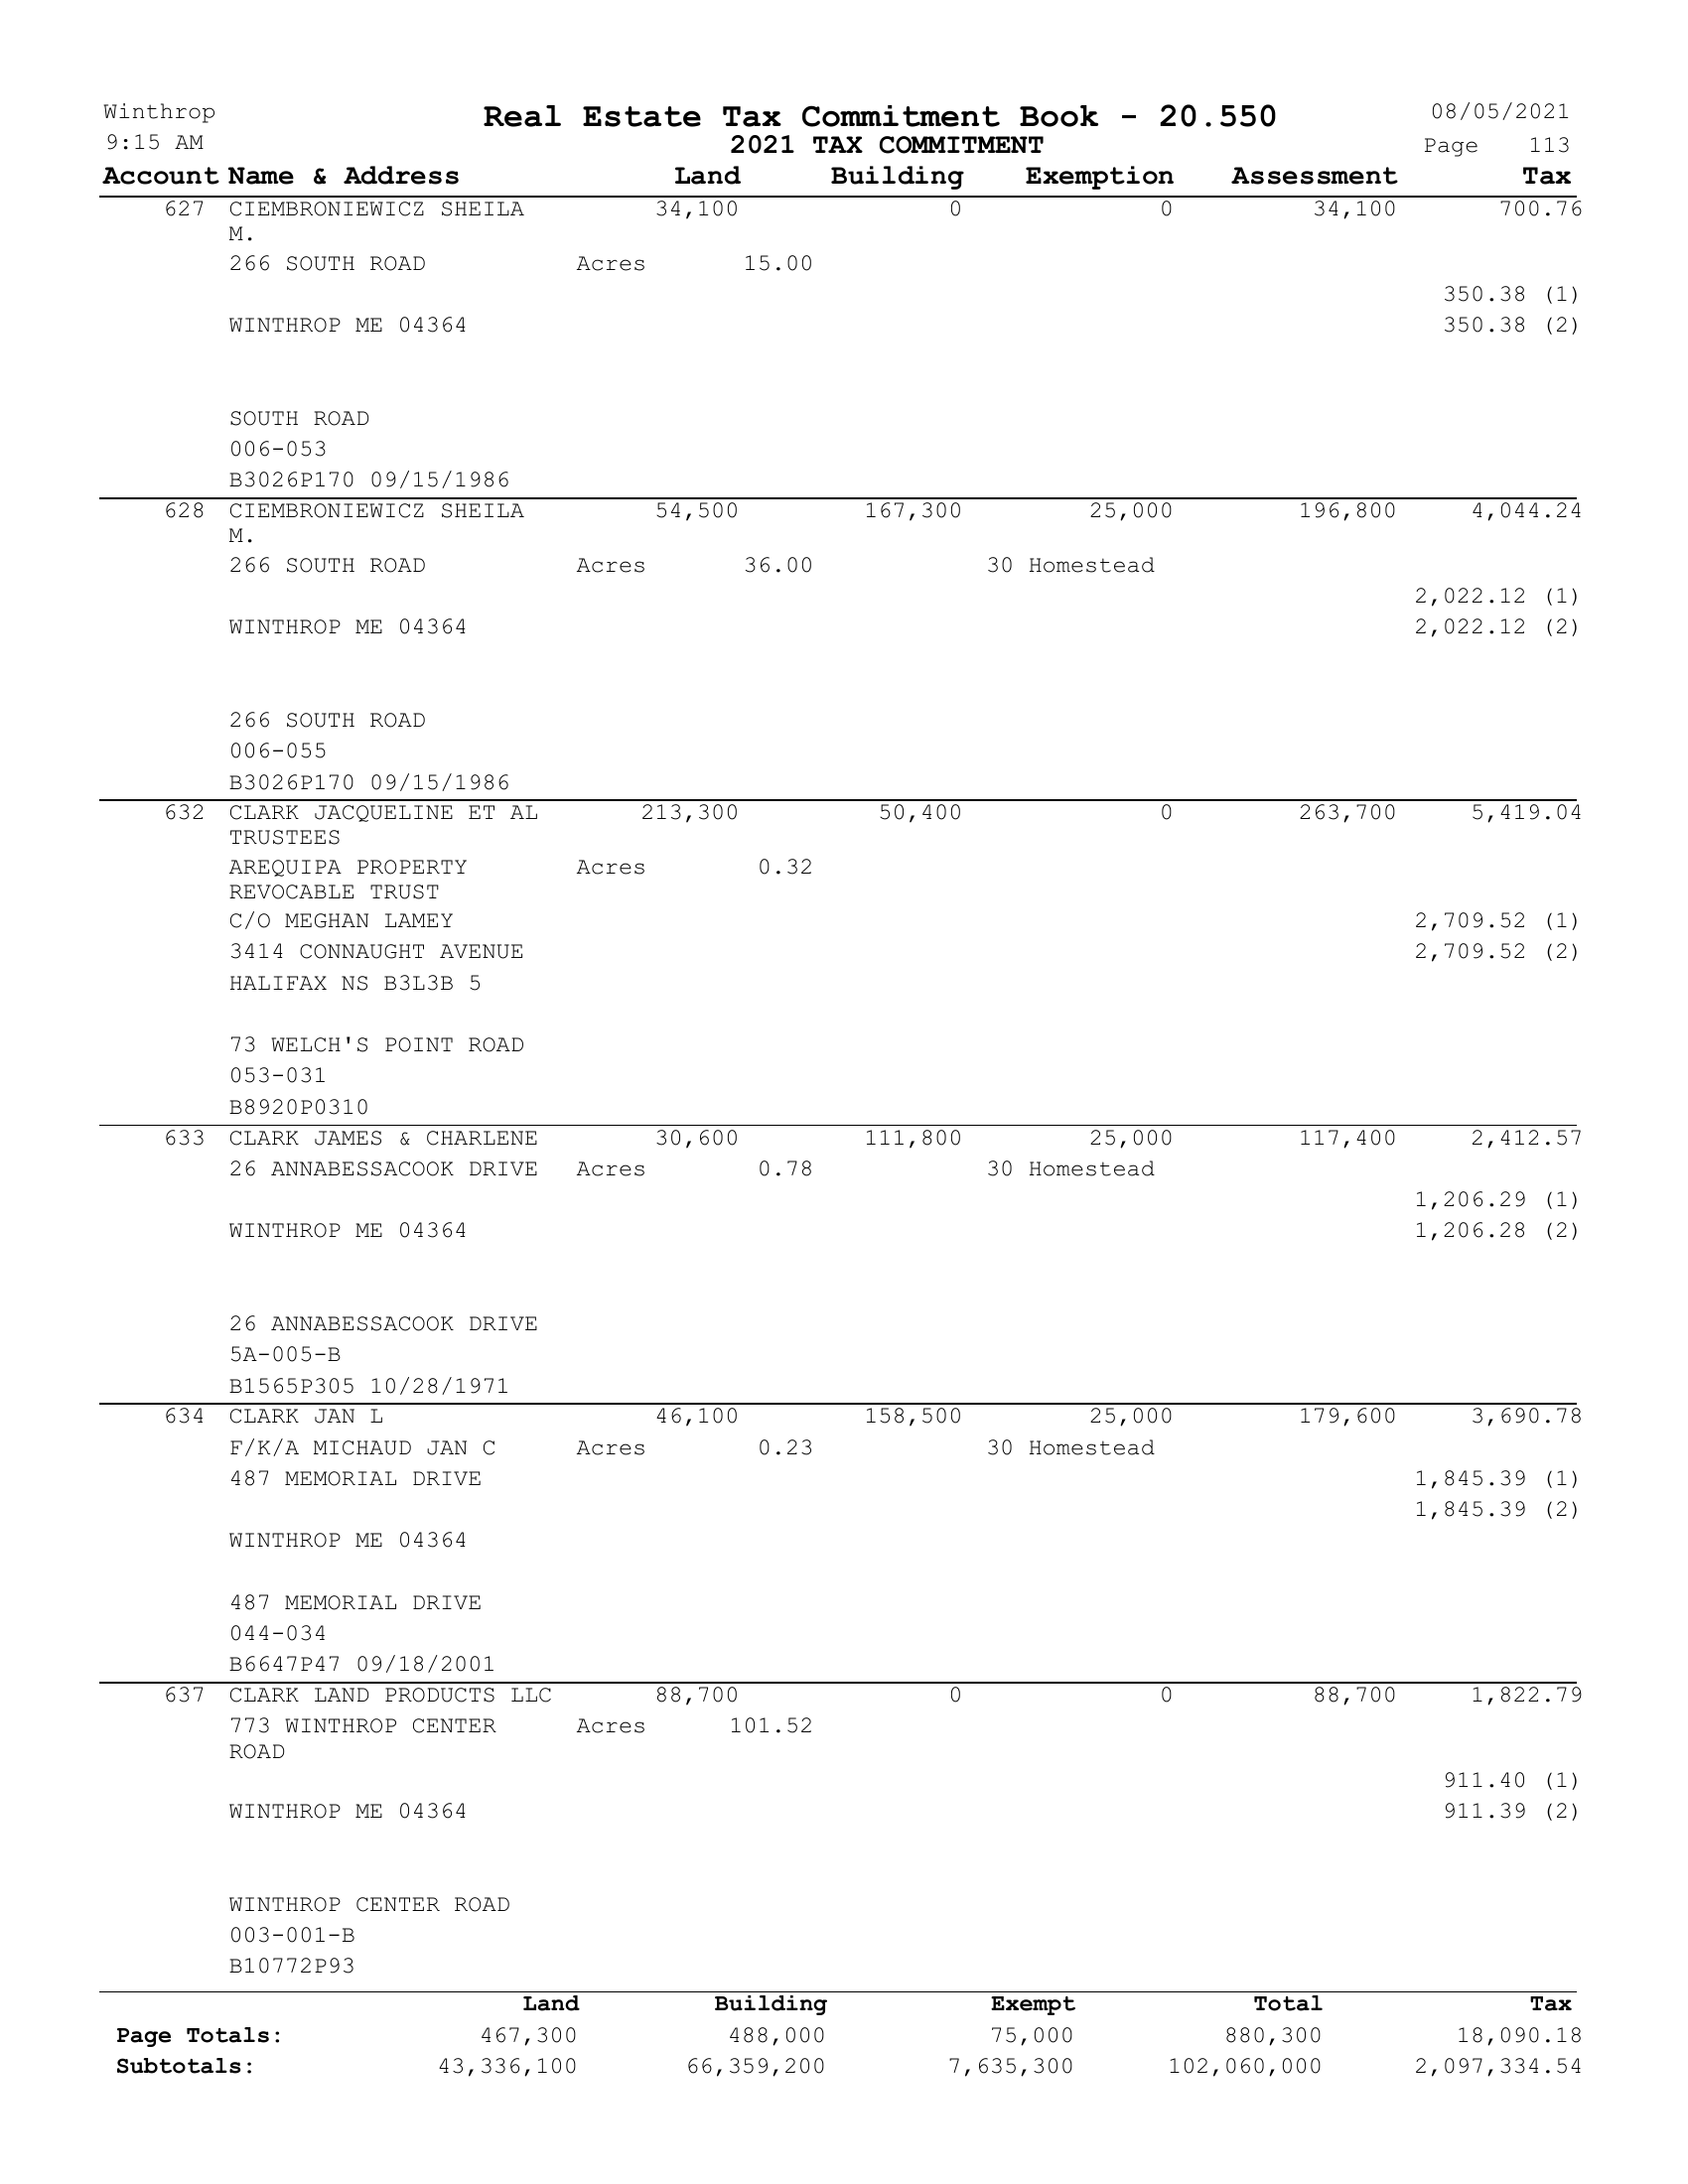 Winthrop Real Estate Tax Commitment Book - 20.550 08/05/2021
9:15 AM 2021 TAX COMMITMENT Page 113
Account Name & Address Land Building Exemption Assessment Tax
627 CIEMBRONIEWICZ SHEILA 34,100 0 0 34,100 700.76
M.
266 SOUTH ROAD Acres 15.00
350.38 (1)
WINTHROP ME 04364 350.38 (2)
SOUTH ROAD
006-053
B3026P170 09/15/1986
628 CIEMBRONIEWICZ SHEILA 54,500 167,300 25,000 196,800 4,044.24
M.
266 SOUTH ROAD Acres 36.00 30 Homestead
2,022.12 (1)
WINTHROP ME 04364 2,022.12 (2)
266 SOUTH ROAD
006-055
B3026P170 09/15/1986
632 CLARK JACQUELINE ET AL 213,300 50,400 0 263,700 5,419.04
TRUSTEES
AREQUIPA PROPERTY Acres 0.32
REVOCABLE TRUST
C/O MEGHAN LAMEY 2,709.52 (1)
3414 CONNAUGHT AVENUE 2,709.52 (2)
HALIFAX NS B3L3B 5
73 WELCH'S POINT ROAD
053-031
B8920P0310
633 CLARK JAMES & CHARLENE 30,600 111,800 25,000 117,400 2,412.57
26 ANNABESSACOOK DRIVE Acres 0.78 30 Homestead
1,206.29 (1)
WINTHROP ME 04364 1,206.28 (2)
26 ANNABESSACOOK DRIVE
5A-005-B
B1565P305 10/28/1971
634 CLARK JAN L 46,100 158,500 25,000 179,600 3,690.78
F/K/A MICHAUD JAN C Acres 0.23 30 Homestead
487 MEMORIAL DRIVE 1,845.39 (1)
1,845.39 (2)
WINTHROP ME 04364
487 MEMORIAL DRIVE
044-034
B6647P47 09/18/2001
637 CLARK LAND PRODUCTS LLC 88,700 0 0 88,700 1,822.79
773 WINTHROP CENTER Acres 101.52
ROAD
911.40 (1)
WINTHROP ME 04364 911.39 (2)
WINTHROP CENTER ROAD
003-001-B
B10772P93
Land Building Exempt Total Tax
Page Totals: 467,300 488,000 75,000 880,300 18,090.18
Subtotals: 43,336,100 66,359,200 7,635,300 102,060,000 2,097,334.54